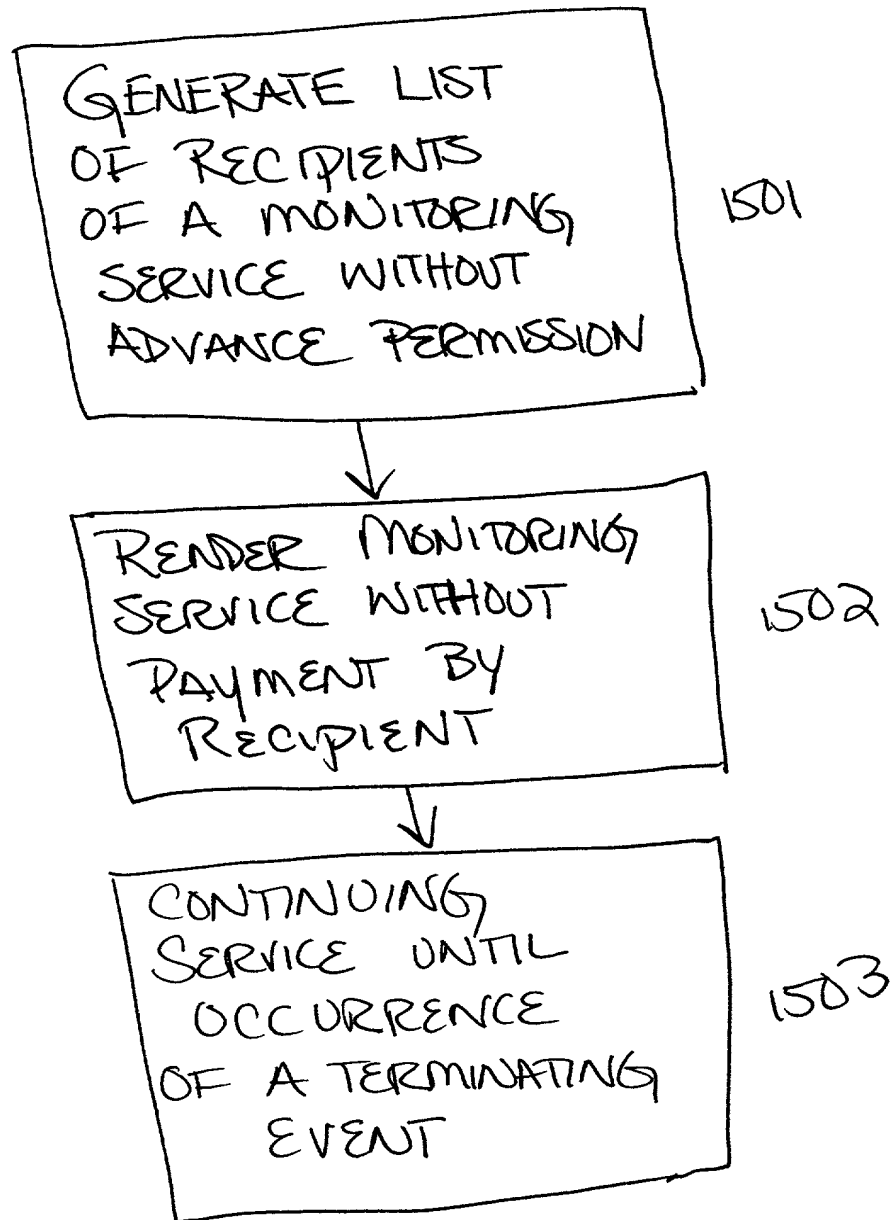 GENERATE LIST
OF RECIPIENTS
OF A MONITORING
SERVICE WITHOUT
ADVANCE PERMISSION
1501
RENDER MONITORING
SERVICE WITHOUT
PAYMENT BY
RECIPIENT
1502
CONTINUING
SERVICE UNTIL
OCCURRENCE
OF A TERMINATING
EVENT
1503